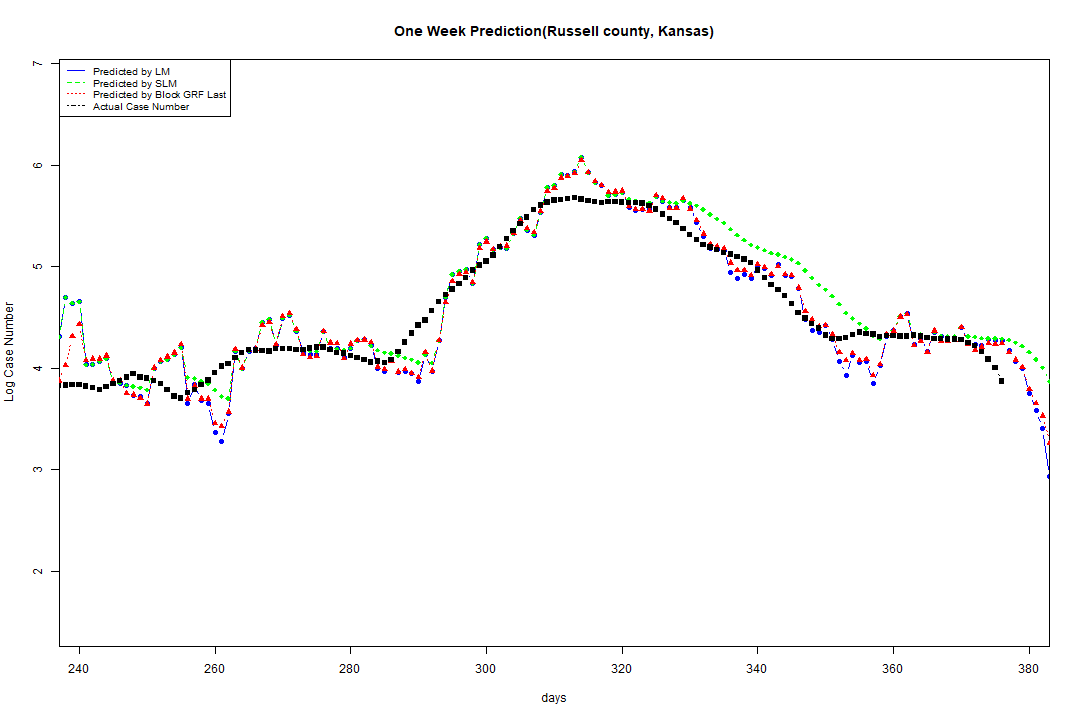 One Week Prediction(Russell county, Kansas)
Predicted by LM
Predicted by SLM
Predicted by Block GRF Last
Actual Case Number
Log Case Number
7
6
5
4
3
2
240 260 280 300 320 340 360 380
days